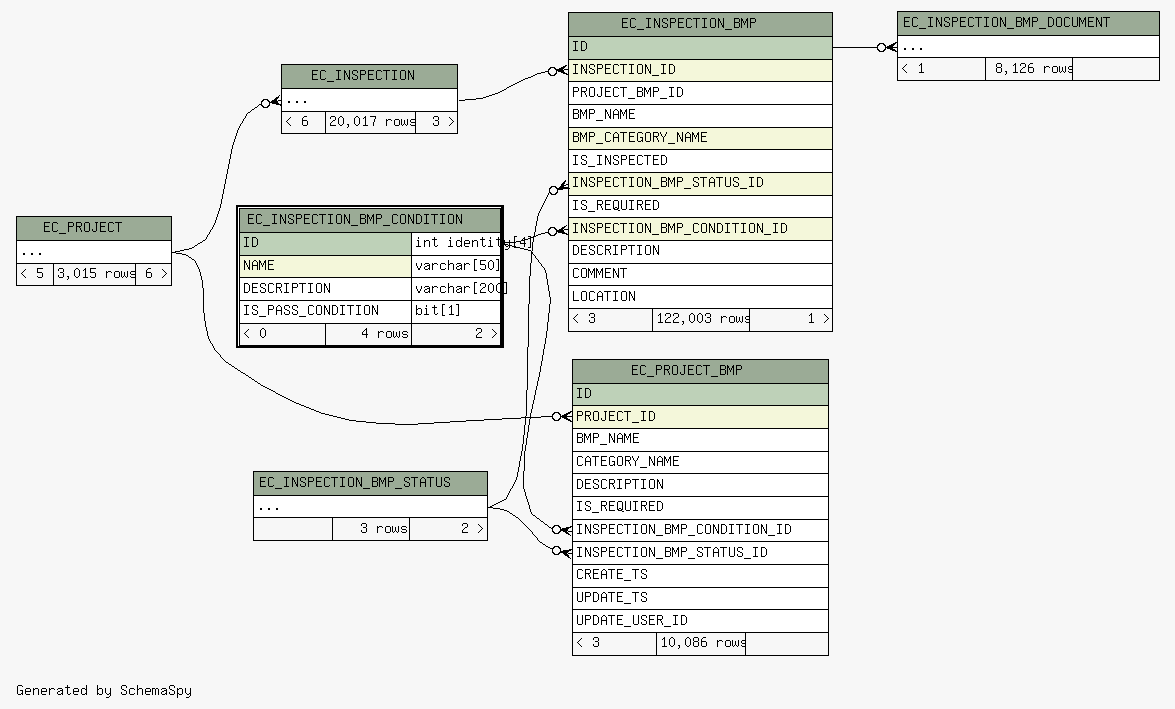 EC_INSPECTION_BMP
ID
INSPECTION_ID
PROJECT_BMP_ID
BMP_NAME
BMP_CATEGORY_NAME
IS_INSPECTED
INSPECTION_BMP_STATUS_ID
IS_REQUIRED
INSPECTION_BMP_CONDITION_ID
DESCRIPTION
COMMENT
LOCATION
< 3 122,003 rows 1 >
EC_INSPECTION_BMP_DOCUMENT
...
< 1 8,126 rows
EC_INSPECTION
...
< 6 20,017 rows 3 >
EC_PROJECT
...
< 5 3,015 rows 6 >
EC_INSPECTION_BMP_CONDITION
ID int identity[4]
NAME varchar[50]
DESCRIPTION varchar[200]
IS_PASS_CONDITION bit[1]
< 0 4 rows 2 >
EC_PROJECT_BMP
ID
PROJECT_ID
BMP_NAME
CATEGORY_NAME
DESCRIPTION
IS_REQUIRED
INSPECTION_BMP_CONDITION_ID
INSPECTION_BMP_STATUS_ID
CREATE_TS
UPDATE_TS
UPDATE_USER_ID
< 3 10,086 rows
EC_INSPECTION_BMP_STATUS
...
3 rows 2 >
Generated by SchemaSpy